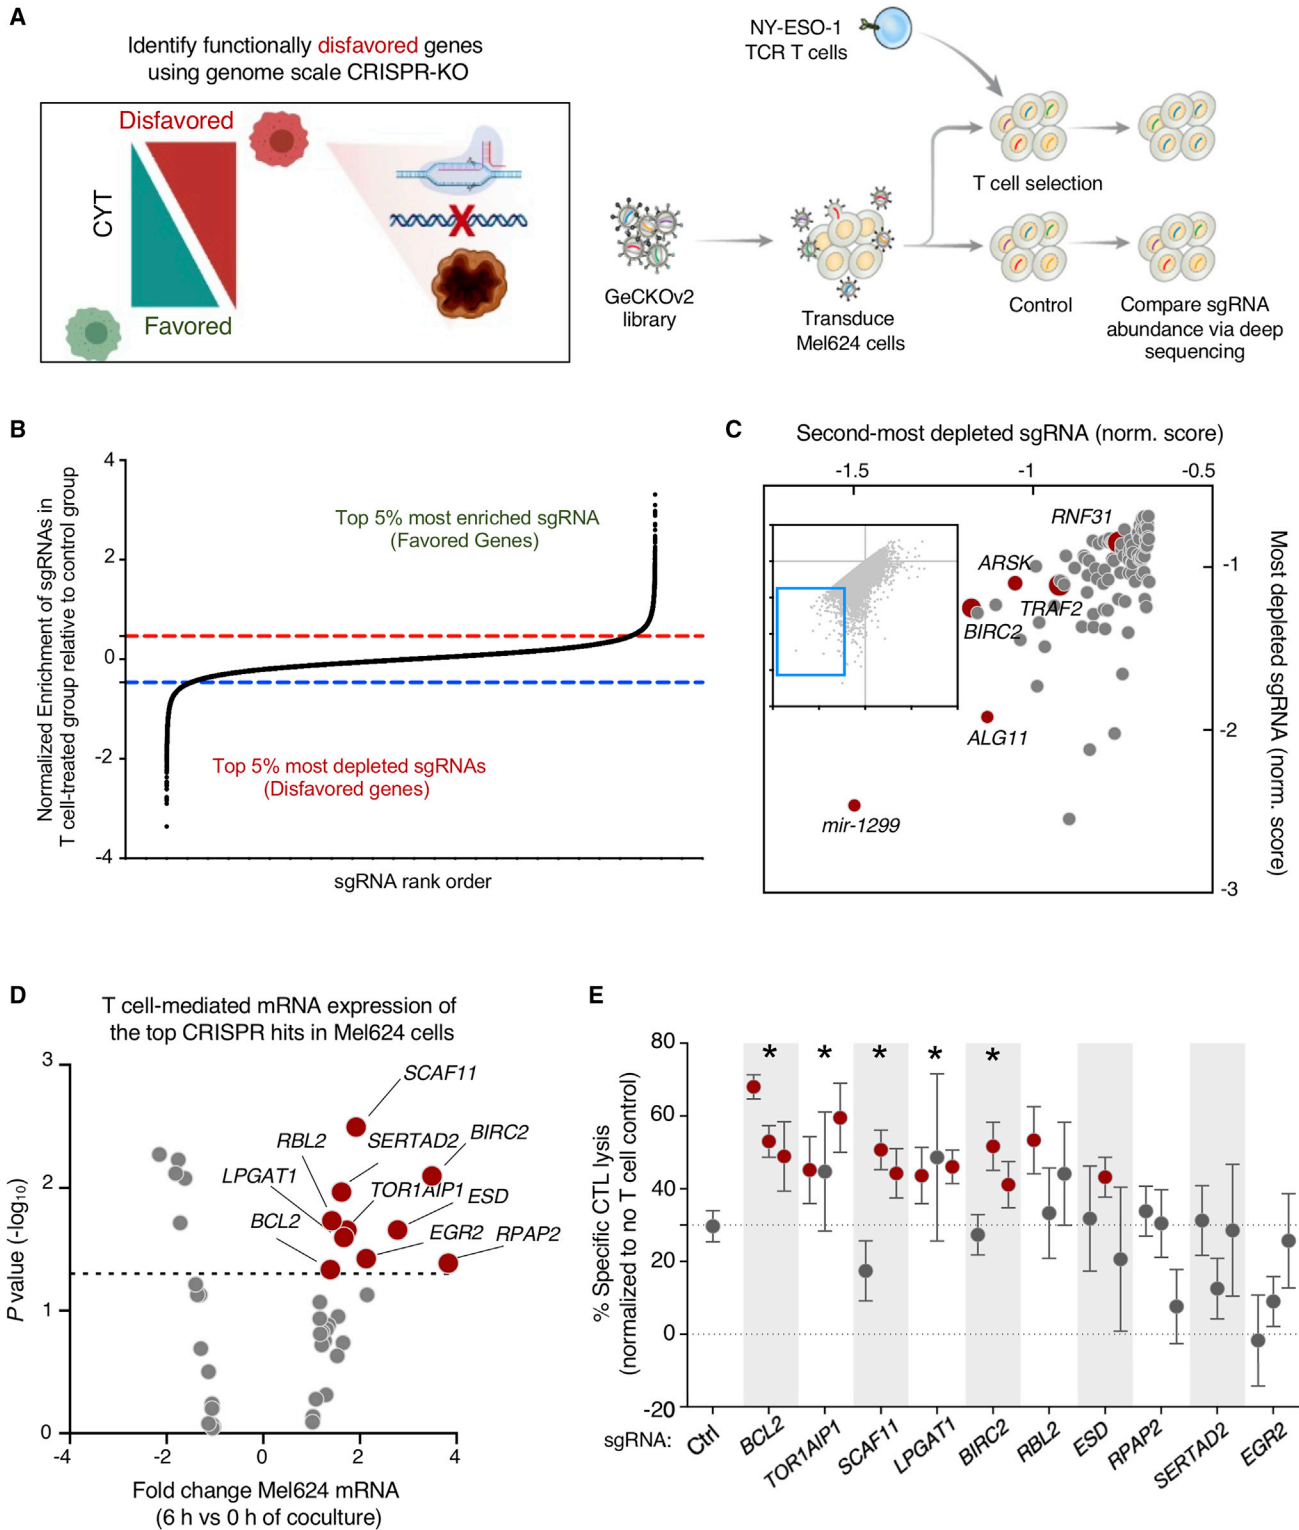 A
Identify functionally disfavored genes
using genome scale CRISPR-KO
Disfavored
CYT
Favored
NY-ESO-1
TCR T cells
T cell selection
GeCKOv2
library
Transduce
Mel624 cells
Control
Compare sgRNA
abundance via deep
sequencing
B
Normalized Enrichment of sgRNAs in
T cell-treated group relative to control group
4
2
0
-2
-4
Top 5% most enriched sgRNA
(Favored Genes)
Top 5% most depleted sgRNAs
(Disfavored genes)
sgRNA rank order
C
Second-most depleted sgRNA (norm. score)
-1.5
-1
-0.5
RNF31
ARSK
TRAF2
BIRC2
ALG11
mir-1299
-1
-2
-3
Most depleted sgRNA (norm. score)
D
T cell-mediated mRNA expression of
the top CRISPR hits in Mel624 cells
3
2
1
0
P value (-log10)
SCAF11
RBL2
SERTAD2
BIRC2
LPGAT1
TOR1AIP1
ESD
BCL2
EGR2
RPAP2
-4
-2
0
2
4
Fold change Mel624 mRNA
(6 h vs 0 h of coculture)
E
% Specific CTL lysis
(normalized to no T cell control)
80
60
40
20
0
-20
* * * * *
sgRNA:
Ctrl
BCL2
TOR1AIP1
SCAF11
LPGAT1
BIRC2
RBL2
ESD
RPAP2
SERTAD2
EGR2